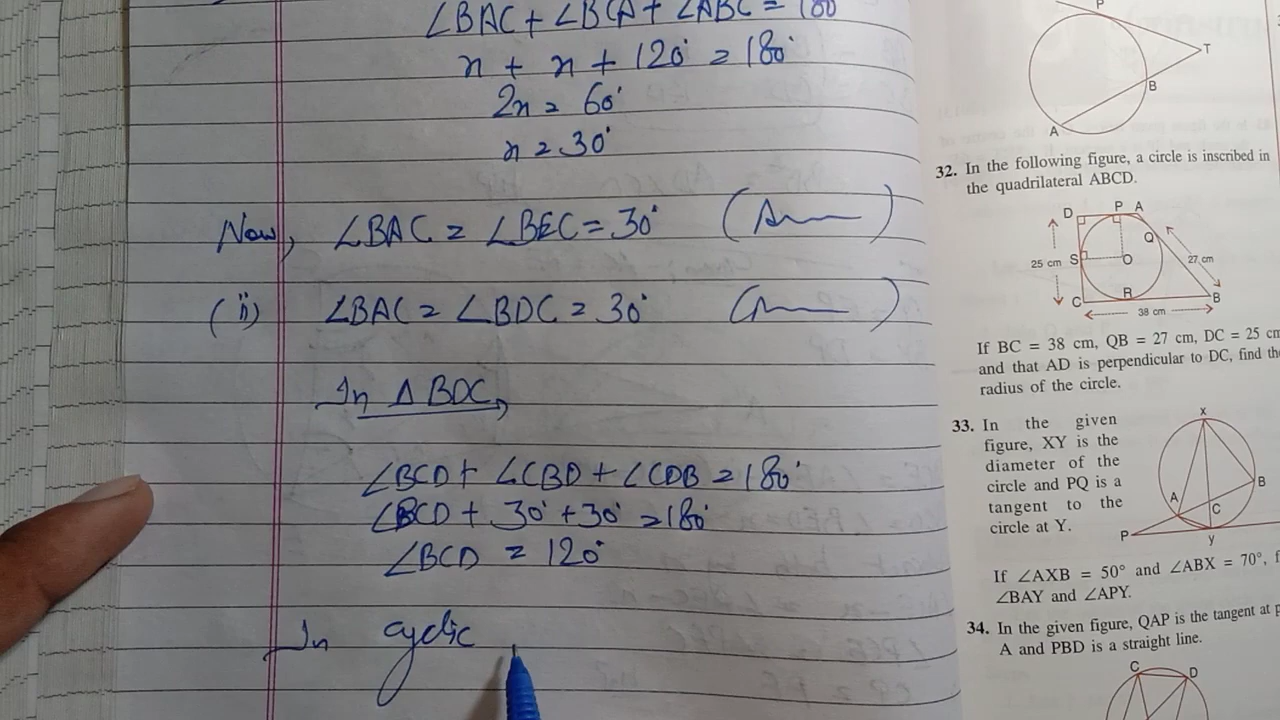 ∠BAC + ∠BCA + ∠ABC = 180
x + x + 120° = 180°
2x = 60°
x = 30°
Now, ∠BAC = ∠BEC = 30° (Ans)
(ii) ∠BAC = ∠BDC = 30° (Ans)
In Δ BDC,
∠BCD + ∠CBD + ∠CDB = 180°
∠BCD + 30° + 30° = 180°
∠BCD = 120°
In cyclic
P
T
B
A
32. In the following figure, a circle is inscribed in
the quadrilateral ABCD.
D P A
Q
25 cm S O 27 cm
C R B
38 cm
If BC = 38 cm, QB = 27 cm, DC = 25 cm
and that AD is perpendicular to DC, find the
radius of the circle.
33. In the given
figure, XY is the
diameter of the
circle and PQ is a
tangent to the
circle at Y.
X
B
A
C
P
y
If ∠AXB = 50° and ∠ABX = 70°,
∠BAY and ∠APY.
34. In the given figure, QAP is the tangent at
A and PBD is a straight line.
C D